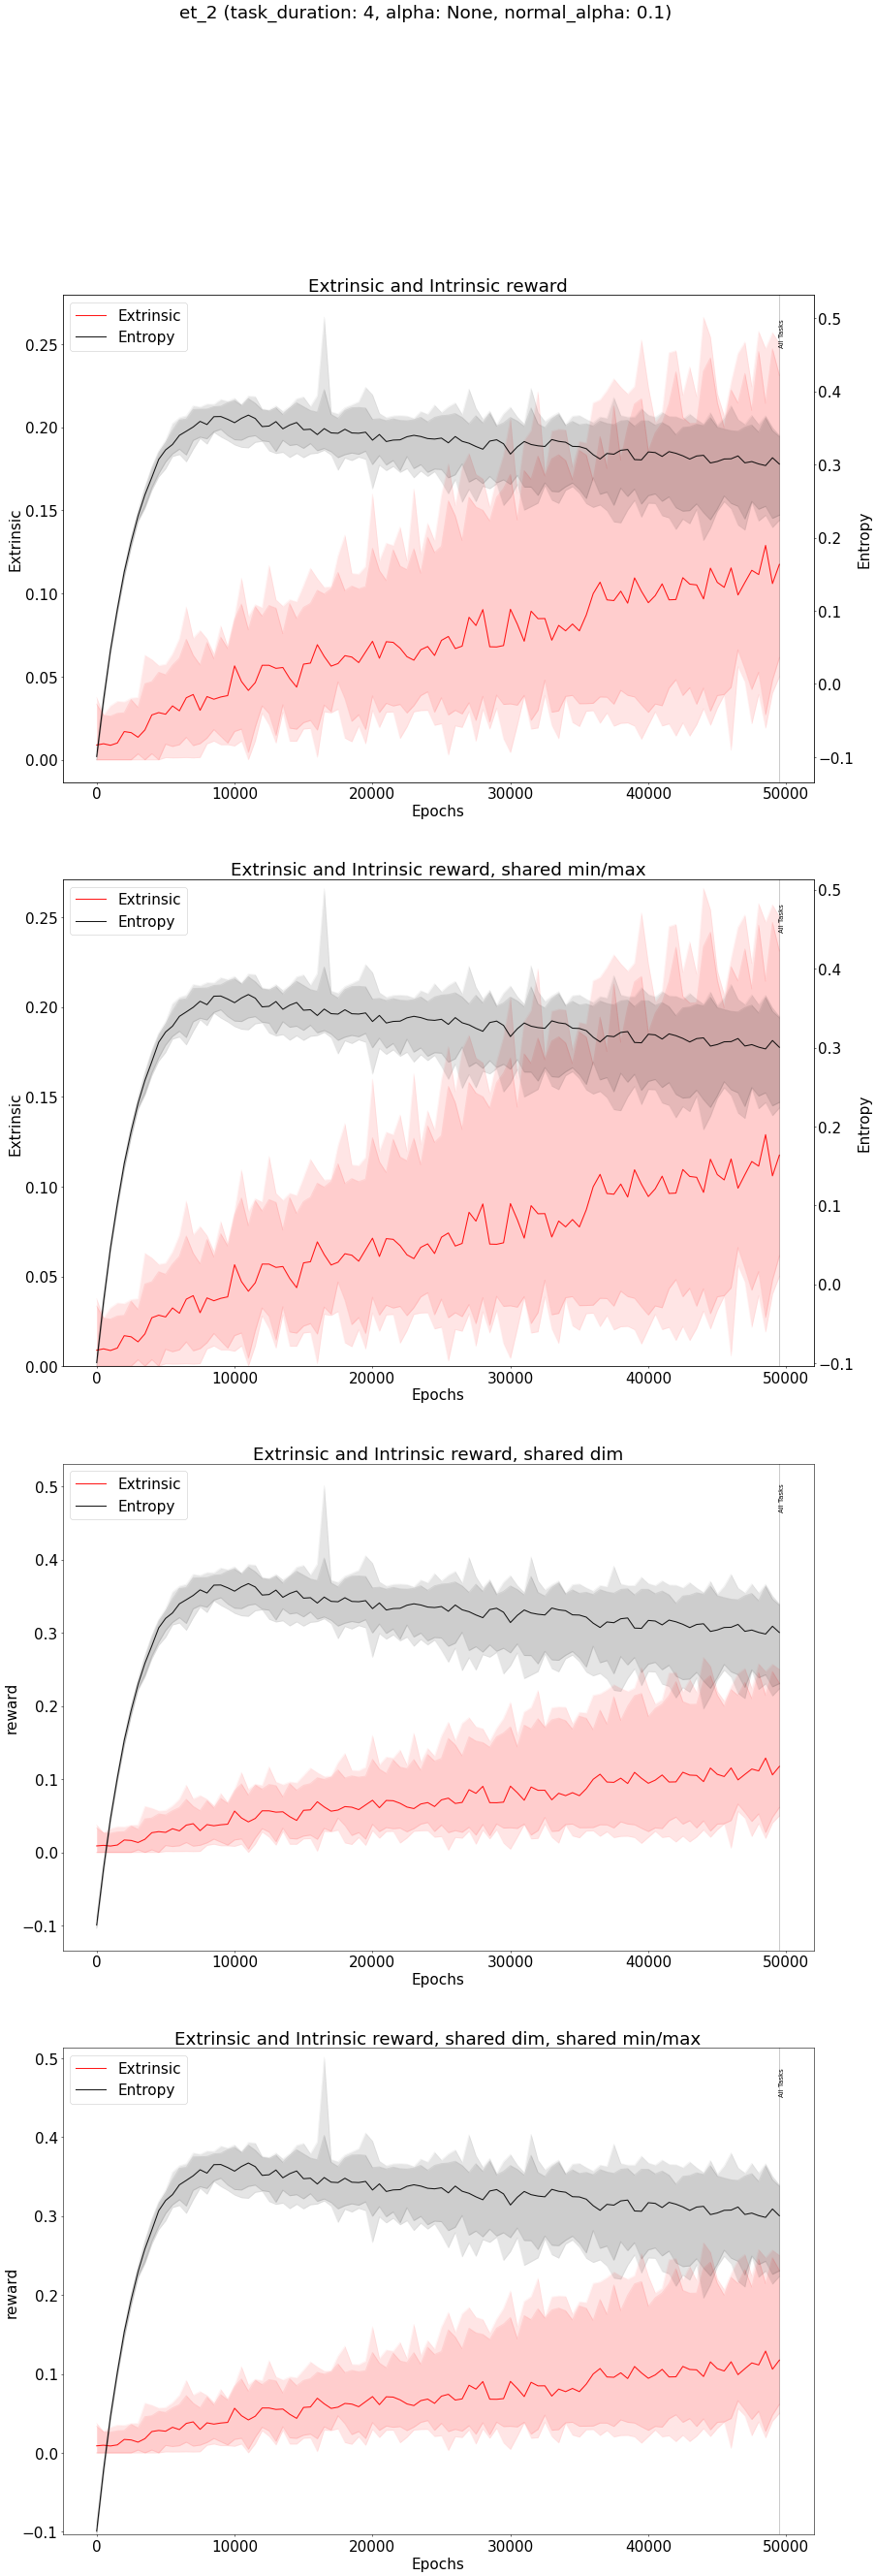 et_2 (task_duration: 4, alpha: None, normal_alpha: 0.1)
Extrinsic and Intrinsic reward
Extrinsic
Entropy
All Tasks
0.25
0.20
0.15
0.10
0.05
0.00
Extrinsic
0.5
0.4
0.3
0.2
0.1
0.0
−0.1
Entropy
0 10000 20000 30000 40000 50000
Epochs
Extrinsic and Intrinsic reward, shared min/max
Extrinsic
Entropy
All Tasks
0.25
0.20
0.15
0.10
0.05
0.00
Extrinsic
0.5
0.4
0.3
0.2
0.1
0.0
−0.1
Entropy
0 10000 20000 30000 40000 50000
Epochs
Extrinsic and Intrinsic reward, shared dim
Extrinsic
Entropy
All Tasks
0.5
0.4
0.3
0.2
0.1
0.0
−0.1
reward
0 10000 20000 30000 40000 50000
Epochs
Extrinsic and Intrinsic reward, shared dim, shared min/max
Extrinsic
Entropy
All Tasks
0.5
0.4
0.3
0.2
0.1
0.0
−0.1
reward
0 10000 20000 30000 40000 50000
Epochs